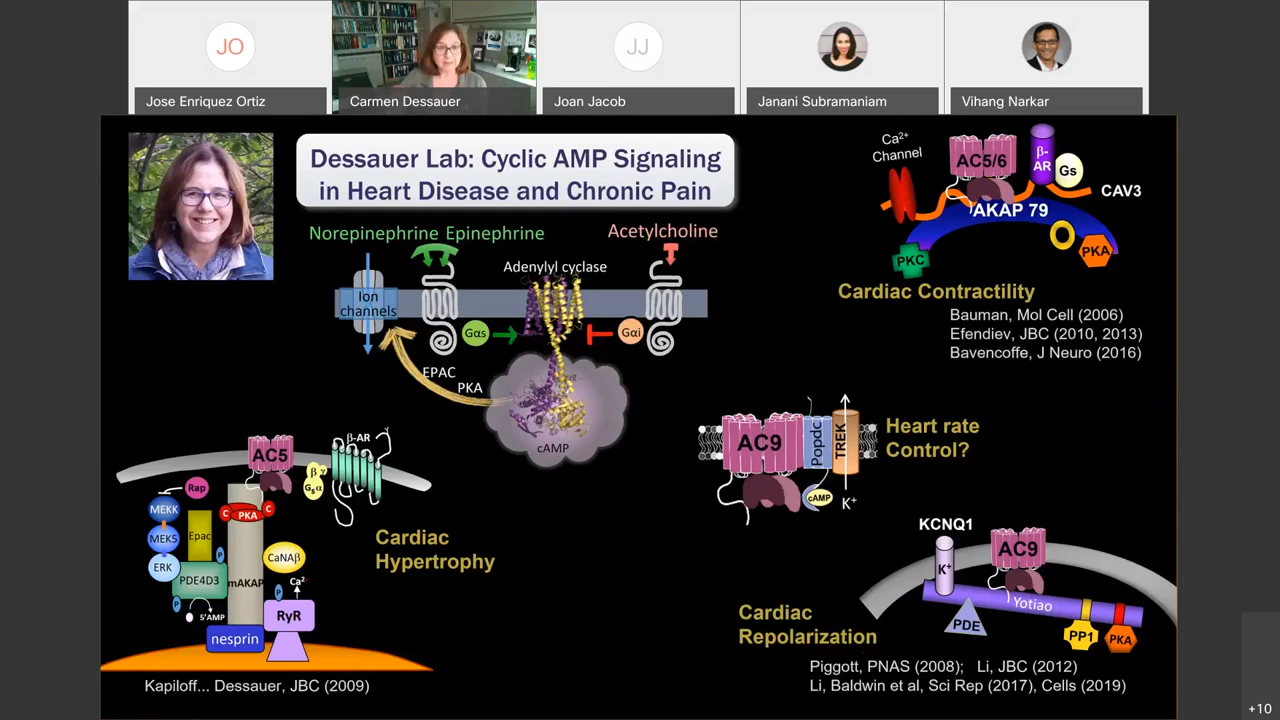 JO
JJ
Jose Enriquez Ortiz
Carmen Dessauer
Joan Jacob
Janani Subramaniam
Vihang Narkar
Dessauer Lab: Cyclic AMP Signaling
in Heart Disease and Chronic Pain
Norepinephrine Epinephrine
Acetylcholine
Adenylyl cyclase
Ion
channels
Gαs
Gαi
EPAC
PKA
cAMP
Ca²⁺
Channel
AC5/6
β-
AR
Gs
CAV3
AKAP 79
PKC
PKA
Cardiac Contractility
Bauman, Mol Cell (2006)
Efendiev, JBC (2010, 2013)
Bavencoffe, J Neuro (2016)
AC9
Popdc
TREK
cAMP
K⁺
Heart rate
Control?
AC5
β-AR
β γ
Gsα
Rap
MEKK
MEK5
ERK
Epac
C
PKA
C
P
CaNAβ
PDE4D3
mAKAP
Ca²
P
P
5'AMP
RyR
nesprin
Cardiac
Hypertrophy
Kapiloff... Dessauer, JBC (2009)
KCNQ1
AC9
K⁺
Yotiao
PDE
PP1
PKA
Cardiac
Repolarization
Piggott, PNAS (2008); Li, JBC (2012)
Li, Baldwin et al, Sci Rep (2017), Cells (2019)
+10